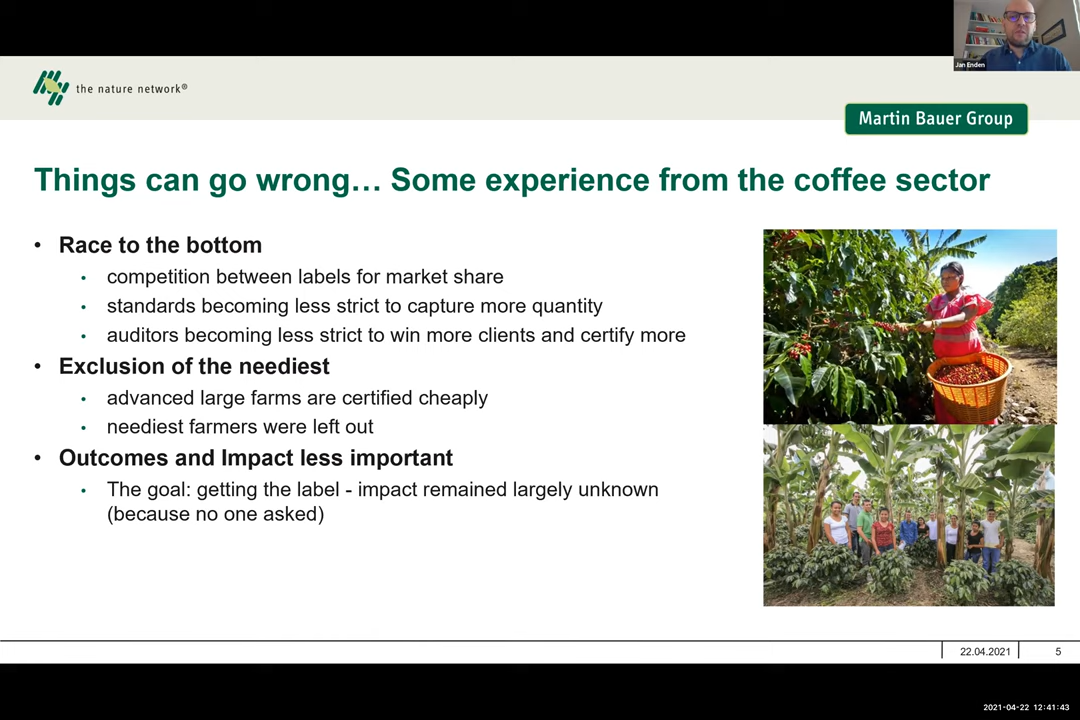 Jan Enden
the nature network®
Martin Bauer Group
Things can go wrong… Some experience from the coffee sector
• Race to the bottom
• competition between labels for market share
• standards becoming less strict to capture more quantity
• auditors becoming less strict to win more clients and certify more
• Exclusion of the neediest
• advanced large farms are certified cheaply
• neediest farmers were left out
• Outcomes and Impact less important
• The goal: getting the label - impact remained largely unknown
(because no one asked)
22.04.2021
5
2021-04-22 12:41:43